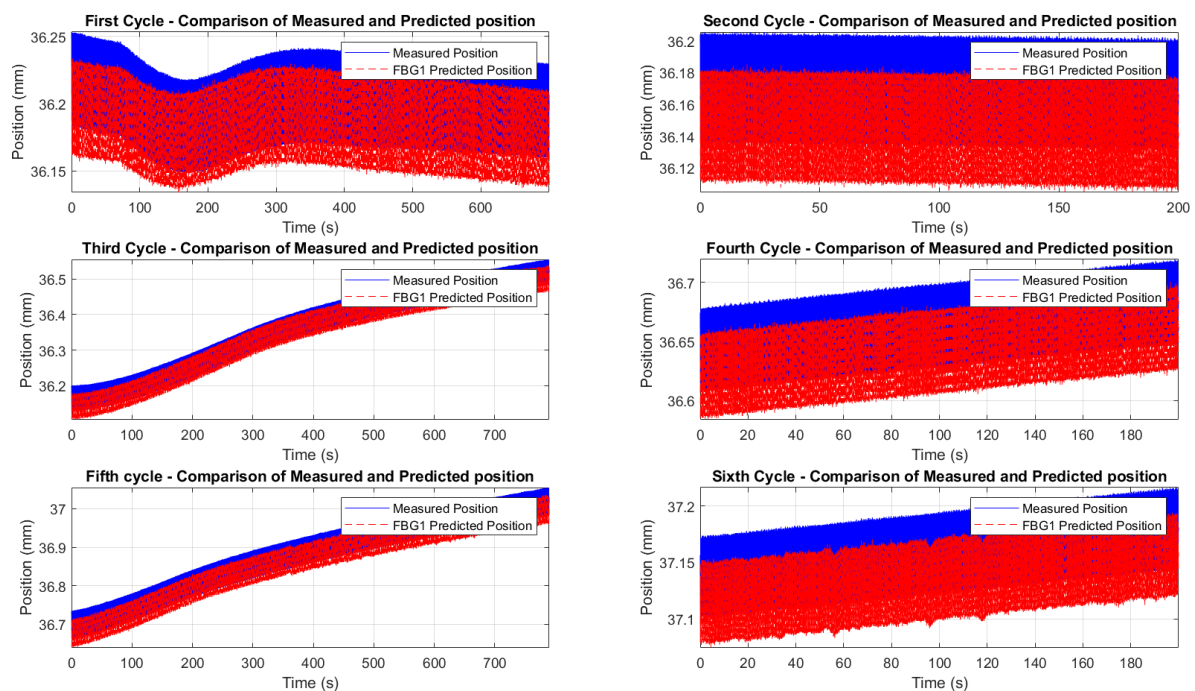 First Cycle - Comparison of Measured and Predicted position
Position (mm)
36.25
36.2
36.15
Measured Position
FBG1 Predicted Position
0 100 200 300 400 500 600
Time (s)
Second Cycle - Comparison of Measured and Predicted position
Position (mm)
36.2
36.18
36.16
36.14
36.12
Measured Position
FBG1 Predicted Position
0 50 100 150 200
Time (s)
Third Cycle - Comparison of Measured and Predicted position
Position (mm)
36.5
36.4
36.3
36.2
Measured Position
FBG1 Predicted Position
0 100 200 300 400 500 600 700
Time (s)
Fourth Cycle - Comparison of Measured and Predicted position
Position (mm)
36.7
36.65
36.6
Measured Position
FBG1 Predicted Position
0 20 40 60 80 100 120 140 160 180
Time (s)
Fifth cycle - Comparison of Measured and Predicted position
Position (mm)
37
36.9
36.8
36.7
Measured Position
FBG1 Predicted Position
0 100 200 300 400 500 600 700
Time (s)
Sixth Cycle - Comparison of Measured and Predicted position
Position (mm)
37.2
37.15
37.1
Measured Position
FBG1 Predicted Position
0 20 40 60 80 100 120 140 160 180
Time (s)